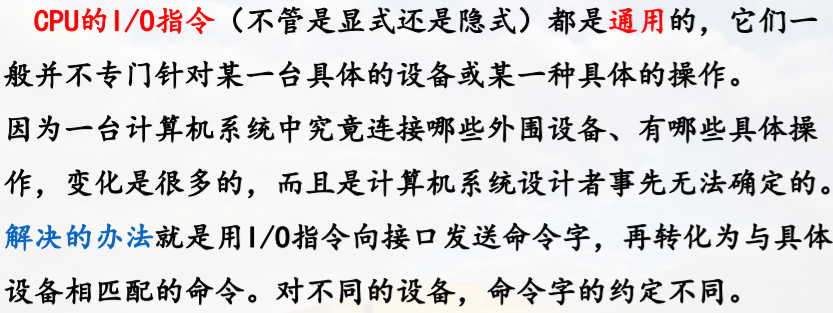 CPU的I/O指令（不管是显式还是隐式）都是通用的，它们一
般并不专门针对某一台具体的设备或某一种具体的操作。
因为一台计算机系统中究竟连接哪些外围设备、有哪些具体操
作，变化是很多的，而且是计算机系统设计者事先无法确定的。
解决的办法就是用I/O指令向接口发送命令字，再转化为与具体
设备相匹配的命令。对不同的设备，命令字的约定不同。